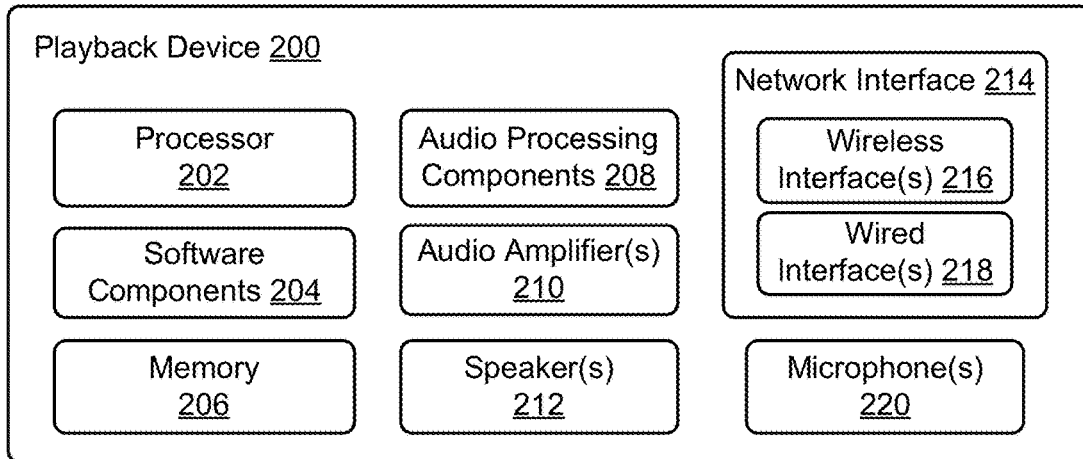 Playback Device 200
Processor
202
Audio Processing
Components 208
Network Interface 214
Wireless
Interface(s) 216
Wired
Interface(s) 218
Software
Components 204
Audio Amplifier(s)
210
Memory
206
Speaker(s)
212
Microphone(s)
220